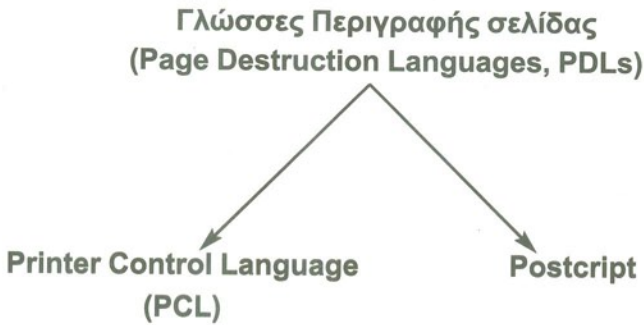 Γλώσσες Περιγραφής σελίδας
(Page Destruction Languages, PDLs)
Printer Control Language
(PCL)
Postcript